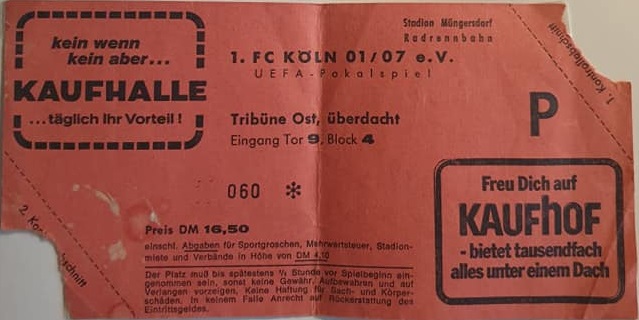 kein wenn
kein aber...
KAUFHALLE
...täglich Ihr Vorteil!
Stadion Müngersdorf
Radrennbahn
1. FC KÖLN 01/07 e.V.
UEFA-Pokalspiel
Tribüne Ost, überdacht
Eingang Tor 9, Block 4
P
1. Kontrollabschnitt
060 *
Preis DM 16,50
einschl. Abgaben für Sportgroschen, Mehrwertsteuer, Stadion-
miete und Verbände in Höhe von DM 4,10
Der Platz muß bis spätestens ½ Stunde vor Spielbeginn ein-
genommen sein, sonst keine Gewähr. Aufbewahren und auf
Verlangen vorzeigen. Keine Haftung für Sach- und Körper-
schäden. In keinem Falle Anrecht auf Rückerstattung des
Eintrittsgeldes.
Freu Dich auf
KAUFHOF
- bietet tausendfach
alles unter einem Dach
2. Ko schnitt